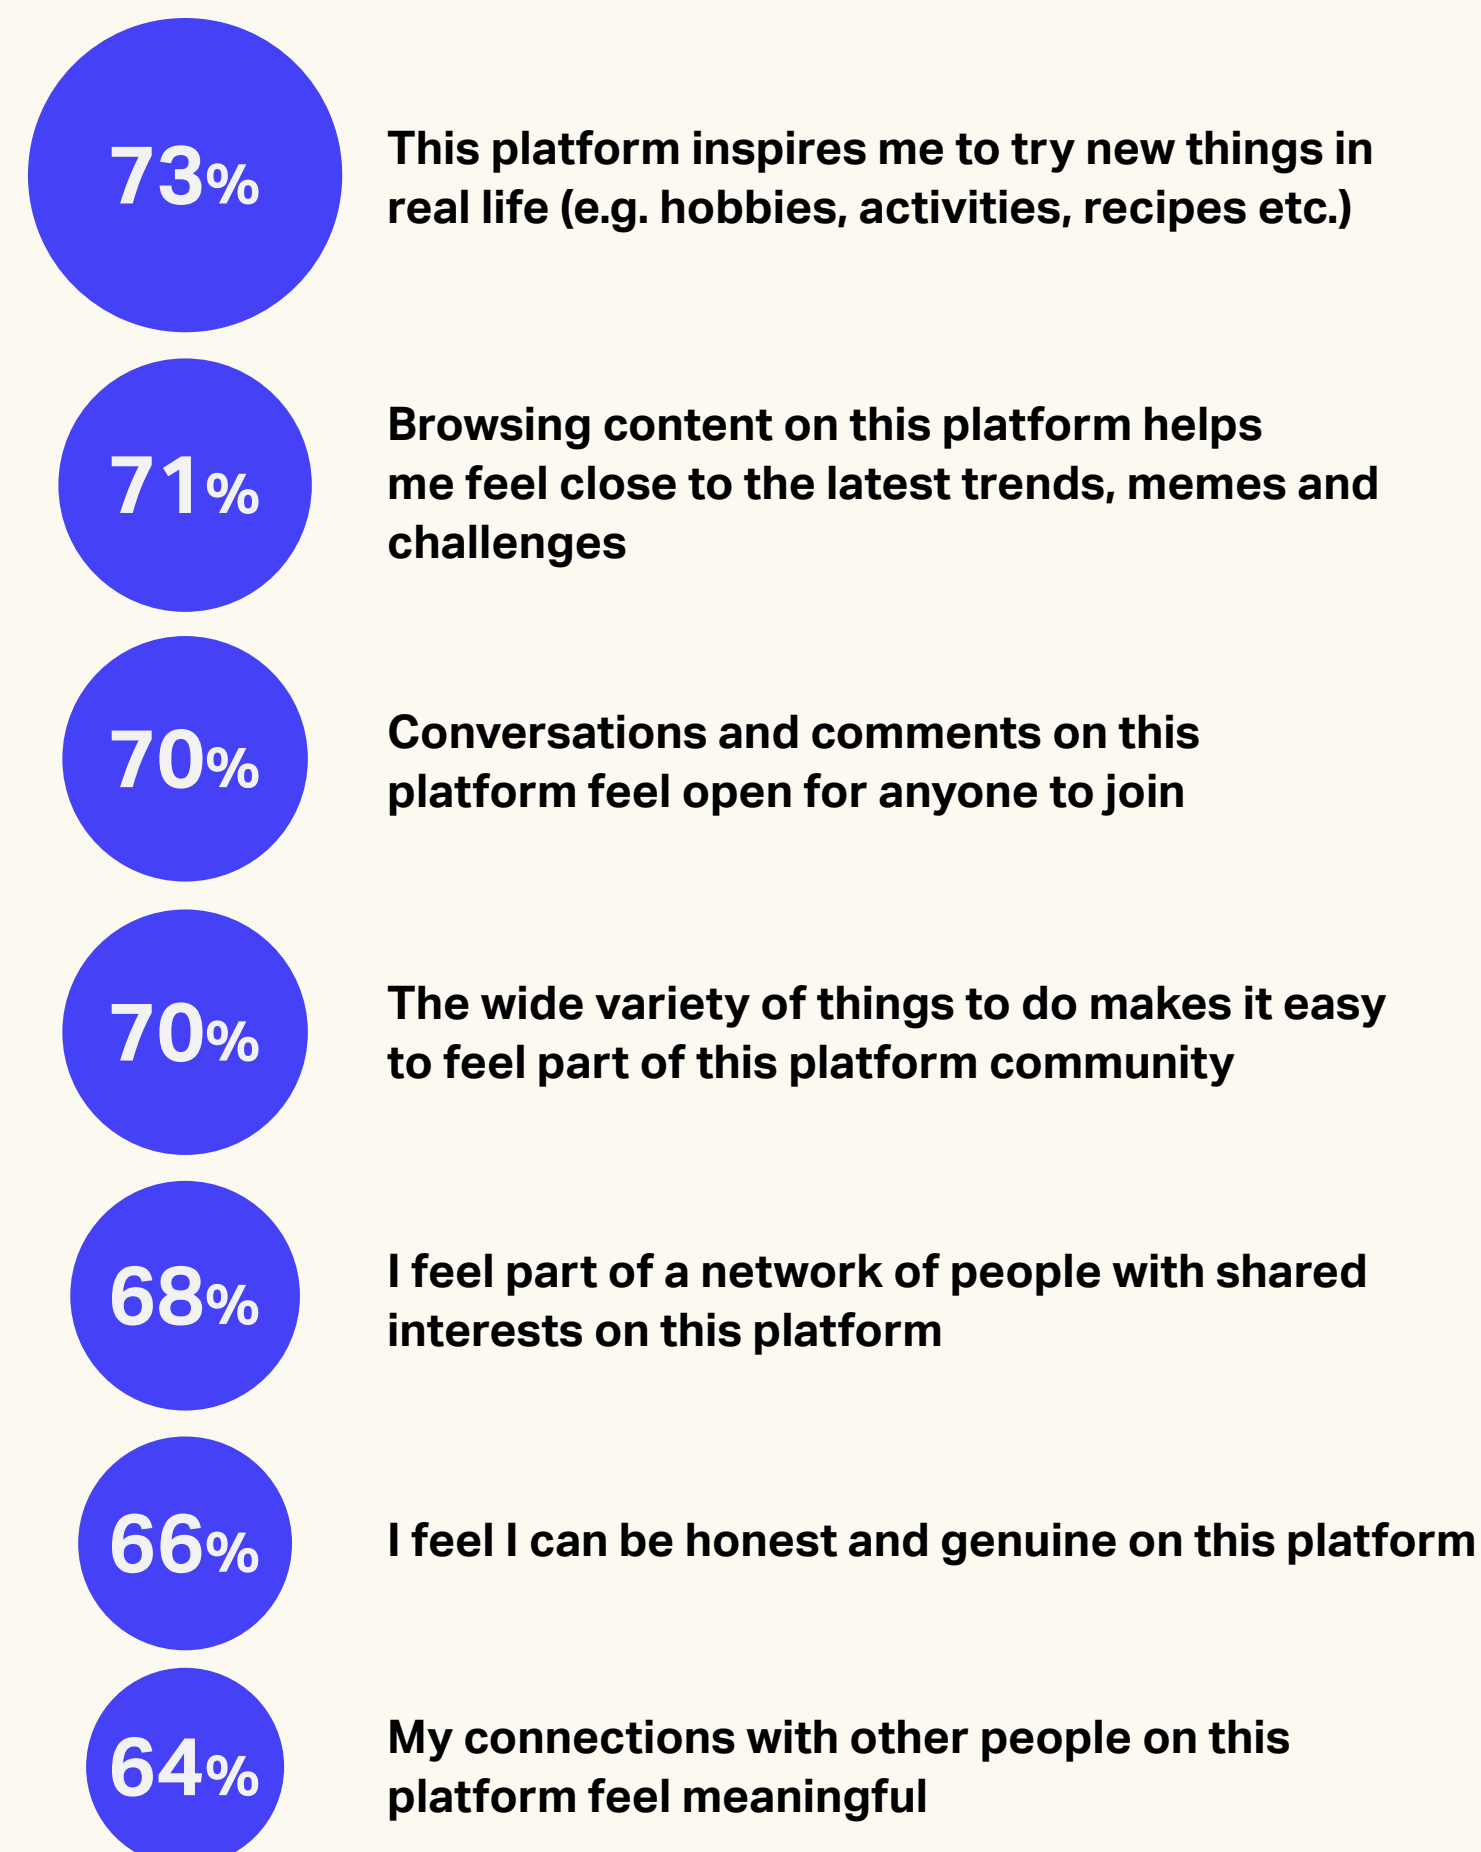 73%
This platform inspires me to try new things in
real life (e.g. hobbies, activities, recipes etc.)
71%
Browsing content on this platform helps
me feel close to the latest trends, memes and
challenges
70%
Conversations and comments on this
platform feel open for anyone to join
70%
The wide variety of things to do makes it easy
to feel part of this platform community
68%
I feel part of a network of people with shared
interests on this platform
66%
I feel I can be honest and genuine on this platform
64%
My connections with other people on this
platform feel meaningful